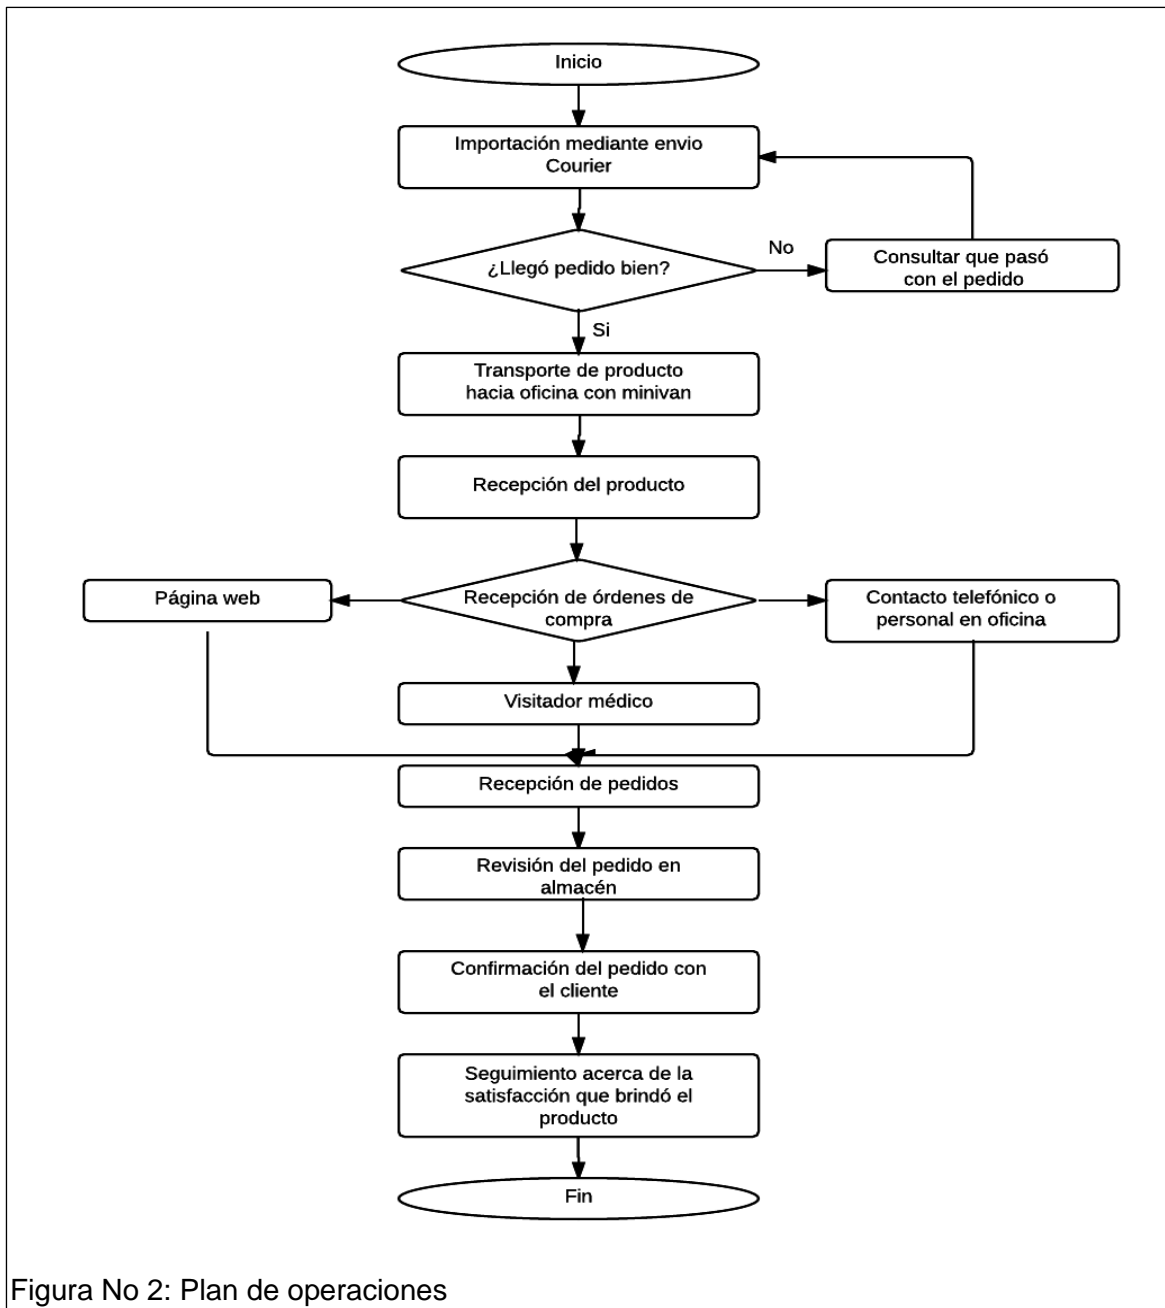 Inicio
Importación mediante envio
Courier
¿Llegó pedido bien?
No
Consultar que pasó
con el pedido
Si
Transporte de producto
hacia oficina con minivan
Recepción del producto
Página web
Recepción de órdenes de
compra
Contacto telefónico o
personal en oficina
Visitador médico
Recepción de pedidos
Revisión del pedido en
almacén
Confirmación del pedido con
el cliente
Seguimiento acerca de la
satisfacción que brindó el
producto
Fin
Figura No 2: Plan de operaciones